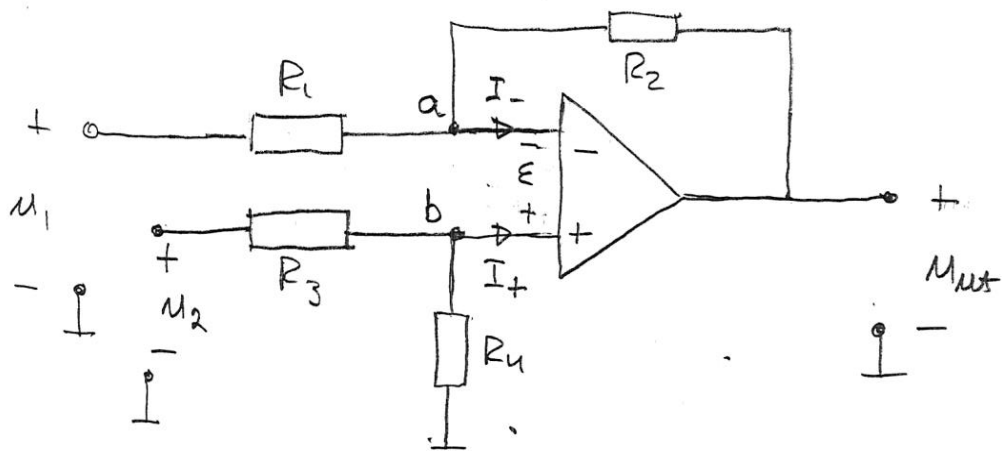 R₂
R₁
a
I₋
+
−
−
ε
u₁
b
+
+
+
+
R₃
I₊
−
u₂
uut
−
R₄
−